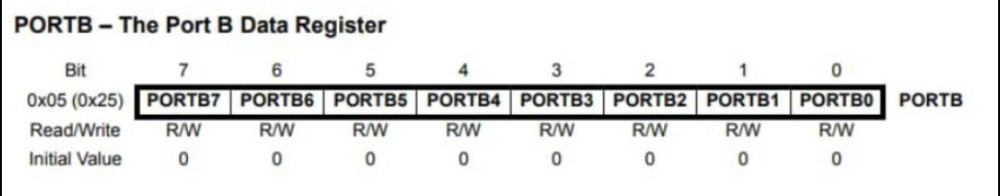 PORTB – The Port B Data Register
Bit 7 6 5 4 3 2 1 0
0x05 (0x25) PORTB7 PORTB6 PORTB5 PORTB4 PORTB3 PORTB2 PORTB1 PORTB0 PORTB
Read/Write R/W R/W R/W R/W R/W R/W R/W R/W
Initial Value 0 0 0 0 0 0 0 0